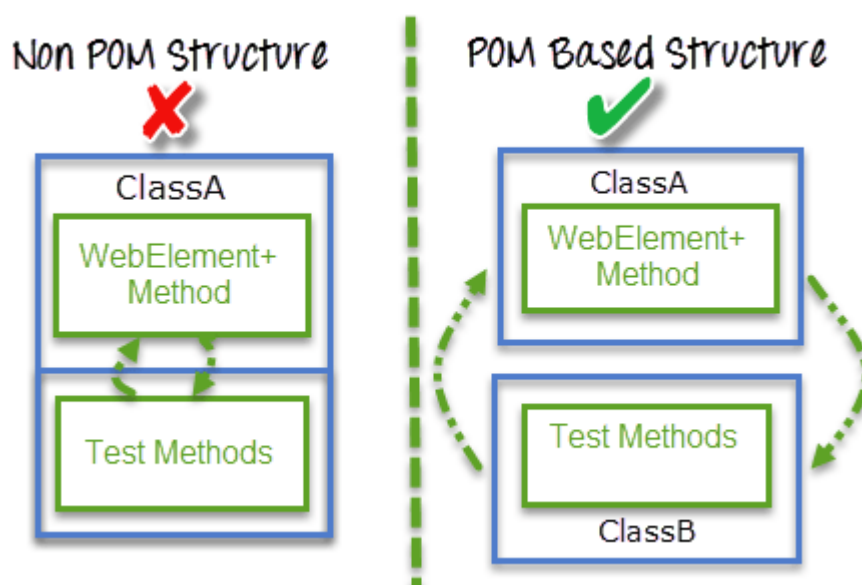 Non POM Structure
ClassA
WebElement+
Method
Test Methods
POM Based Structure
ClassA
WebElement+
Method
Test Methods
ClassB